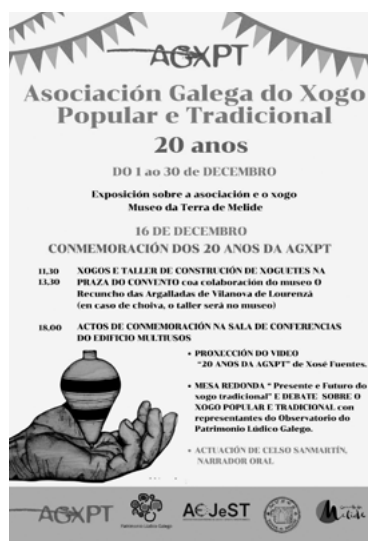 AGXPT
Asociación Galega do Xogo
Popular e Tradicional
20 anos
DO 1 ao 30 de DECEMBRO
Exposición sobre a asociación e o xogo
Museo da Terra de Melide
16 DE DECEMBRO
CONMEMORACIÓN DOS 20 ANOS DA AGXPT
11,30 XOGOS E TALLER DE CONSTRUCIÓN DE XOGUETES NA
13,30 PRAZA DO CONVENTO coa colaboración do museo O
Recuncho das Argalladas de Vilanova de Lourenzá
(en caso de choiva, o taller será no museo)
18.00 ACTOS DE CONMEMORACIÓN NA SALA DE CONFERENCIAS
DO EDIFICIO MULTIUSOS
• PROXECCIÓN DO VIDEO
"20 ANOS DA AGXPT" de Xosé Fuentes.
• MESA REDONDA " Presente e Futuro do
xogo tradicional" E DEBATE SOBRE O
XOGO POPULAR E TRADICIONAL con
representantes do Observatorio do
Patrimonio Lúdico Galego.
• ACTUACIÓN DE CELSO SANMARTÍN,
NARRADOR ORAL
AGXPT
Patrimonio Lúdico Galego
AEJeST
Melide